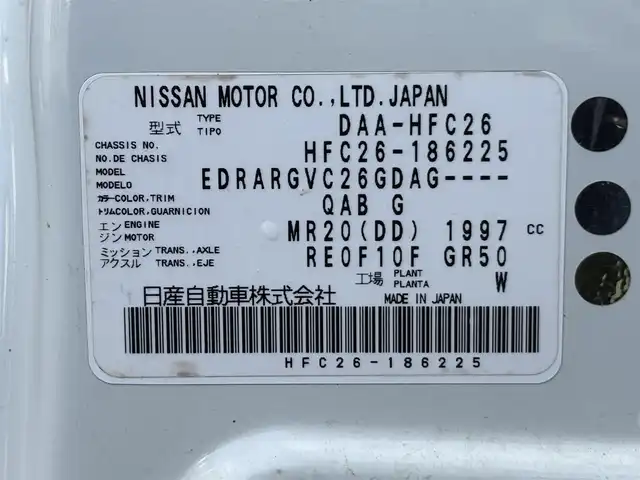 NISSAN MOTOR CO.,LTD.JAPAN
型式 TYPE TIPO DAA-HFC26
CHASSIS NO. NO.DE CHASIS HFC26-186225
MODEL MODELO EDRARGVC26GDAG----
カラー COLOR,TRIM トリム COLOR,GUARNICION QAB G
エンジン ENGINE MOTOR MR20(DD) 1997 CC
ミッション TRANS.,AXLE アクスル TRANS.,EJE RE0F10F GR50
工場 PLANT PLANTA W
日産自動車株式会社 MADE IN JAPAN
HFC26-186225